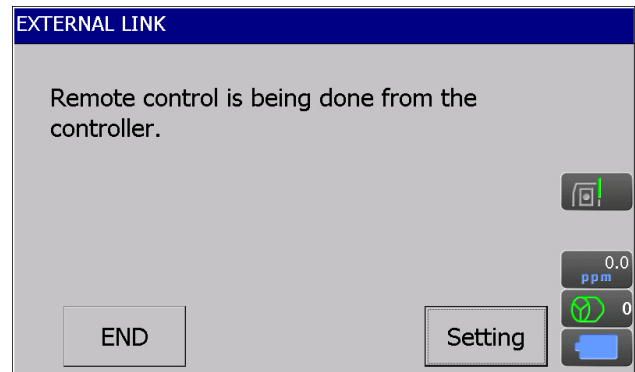 EXTERNAL LINK
Remote control is being done from the
controller.
0.0
ppm
0
END
Setting